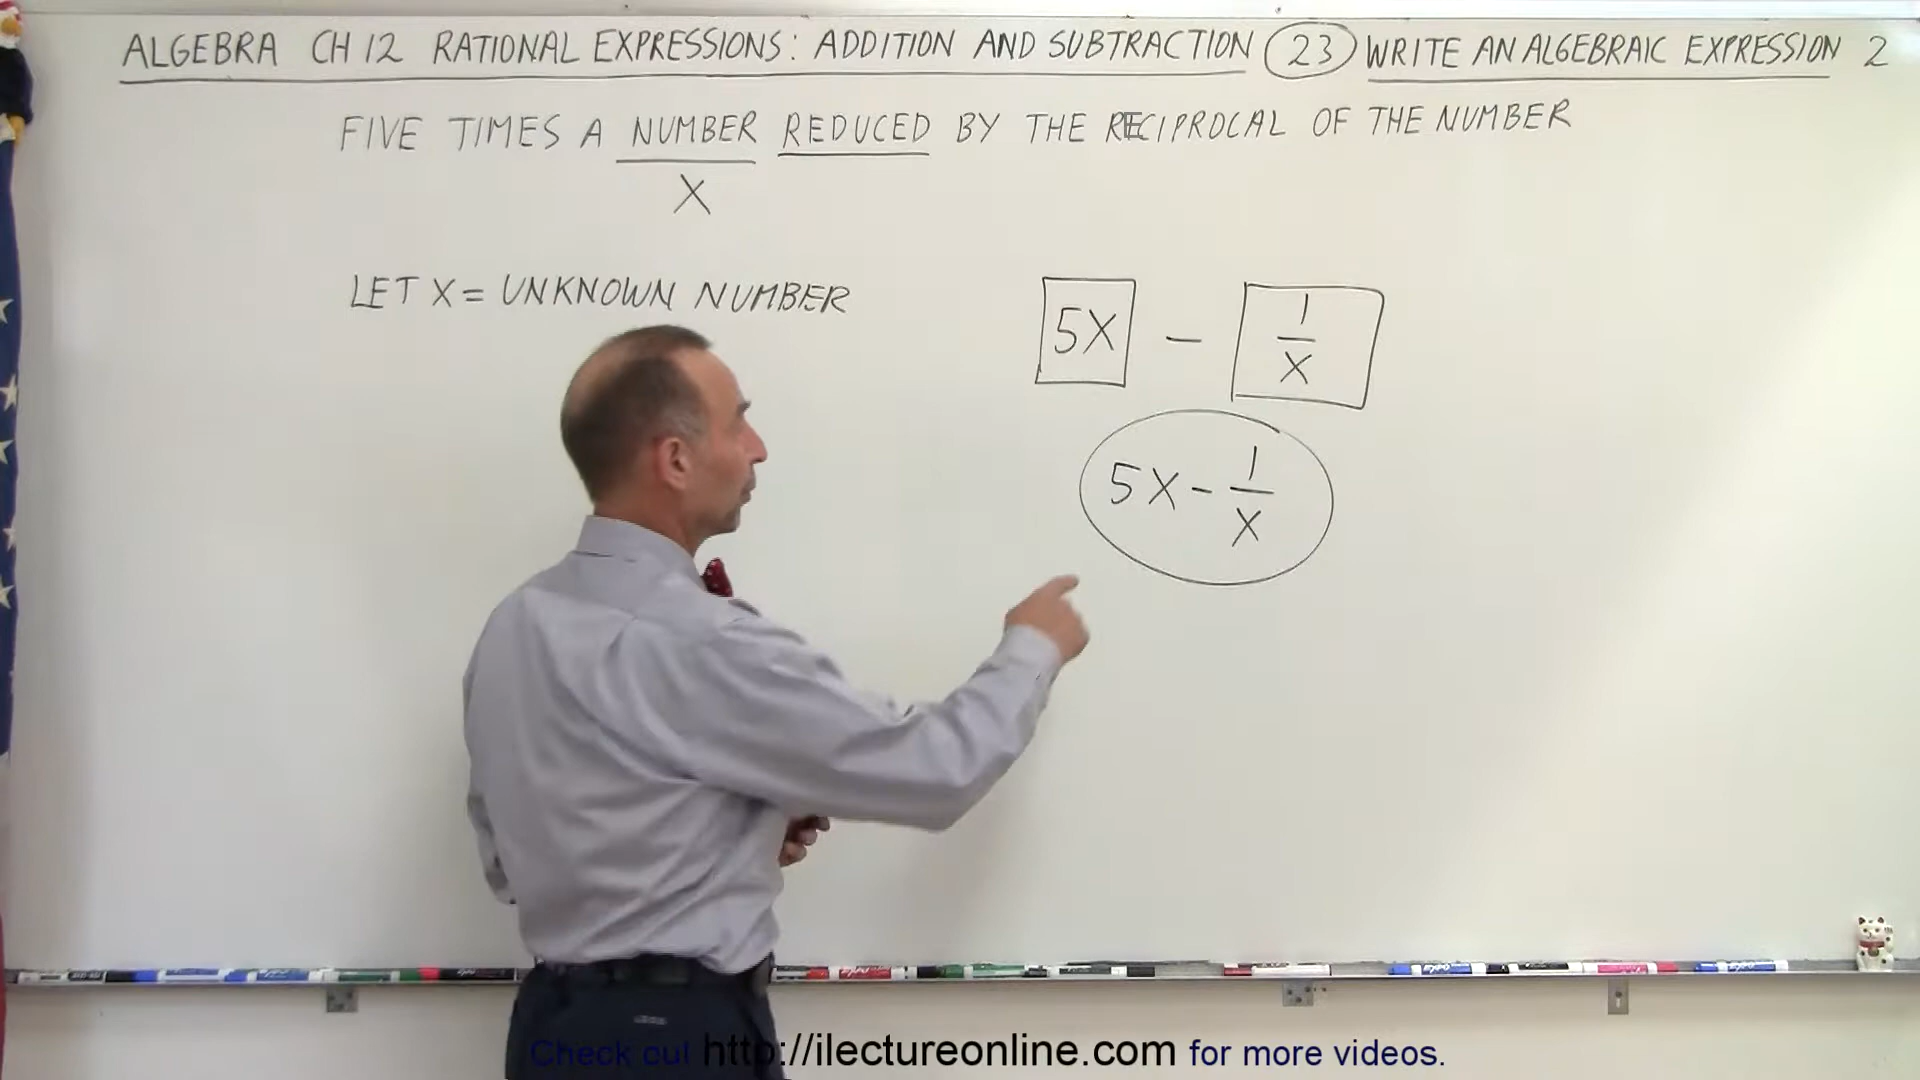 ALGEBRA CH 12 RATIONAL EXPRESSIONS: ADDITION AND SUBTRACTION 23 WRITE AN ALGEBRAIC EXPRESSION 2
FIVE TIMES A NUMBER REDUCED BY THE RECIPROCAL OF THE NUMBER
X
LET X = UNKNOWN NUMBER
5X - 1/X
5X - 1/X
Check out http://ilectureonline.com for more videos.